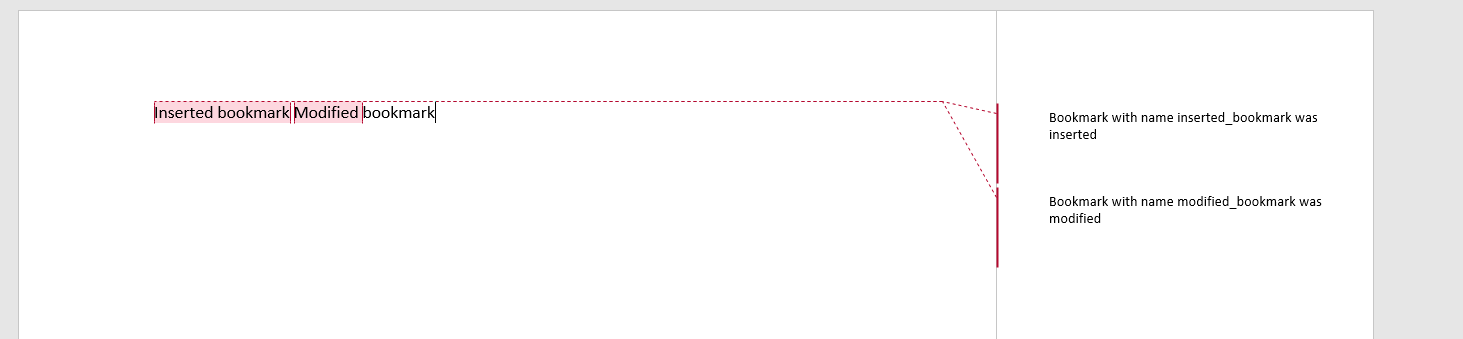 Inserted bookmark Modified bookmark
Bookmark with name inserted_bookmark was
inserted
Bookmark with name modified_bookmark was
modified